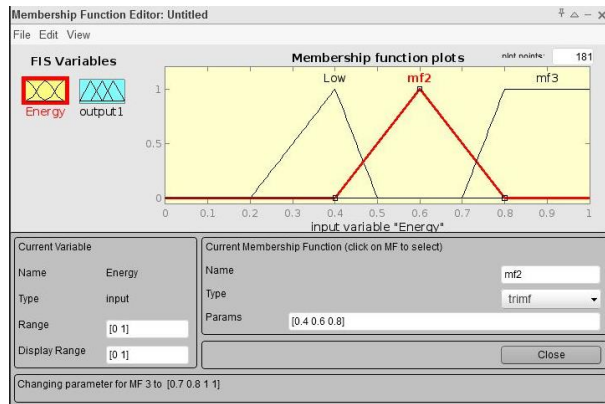 Membership Function Editor: Untitled
File Edit View
FIS Variables
Energy
output1
Membership function plots
plot points:
181
Low
mf2
mf3
1
0.5
0
0 0.1 0.2 0.3 0.4 0.5 0.6 0.7 0.8 0.9 1
input variable "Energy"
Current Variable
Name Energy
Type input
Range [0 1]
Display Range [0 1]
Current Membership Function (click on MF to select)
Name mf2
Type trimf
Params [0.4 0.6 0.8]
Close
Changing parameter for MF 3 to [0.7 0.8 1 1]